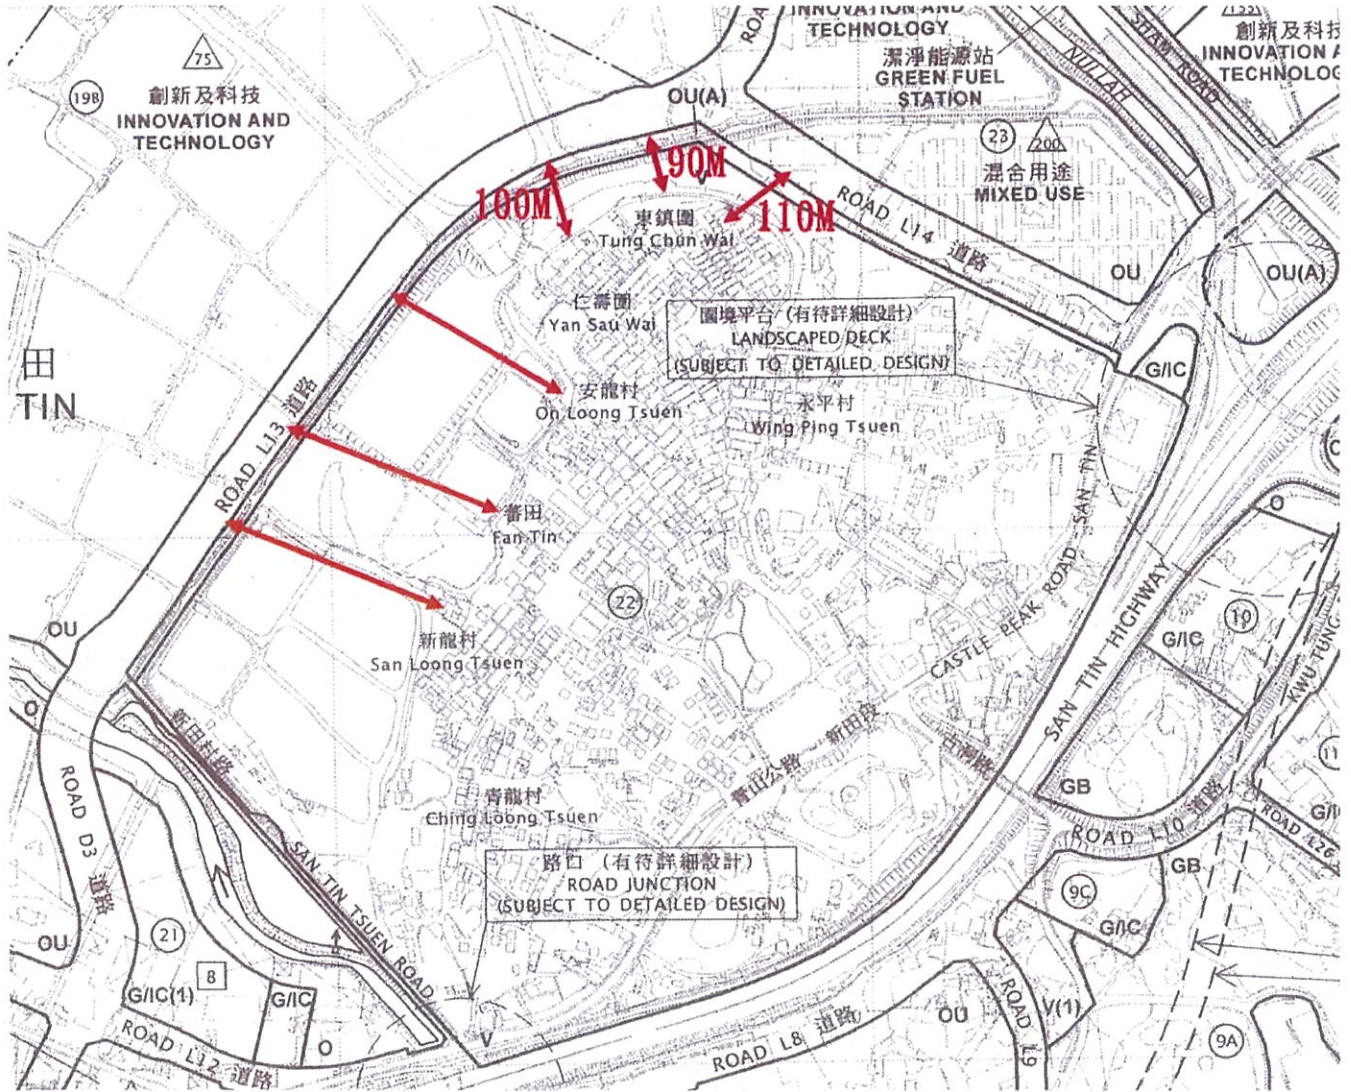 INNOVATION AND
TECHNOLOGY
潔淨能源站
GREEN FUEL
STATION
NULLAH
SHAM ROAD
創新及科技
INNOVATION A
TECHNOLOG
75
19B
創新及科技
INNOVATION AND
TECHNOLOGY
OU(A)
23
200
混合用途
MIXED USE
90M
100M
110M
東鎮圍
Tung Chun Wai
ROAD L14 道路
OU
OU(A)
仁壽圍
Yan Sau Wai
園境平台 (有待詳細設計)
LANDSCAPED DECK
(SUBJECT TO DETAILED DESIGN)
G/IC
田
TIN
安龍村
On Loong Tsuen
永平村
Wing Ping Tsuen
ROAD L13 道路
蕃田
Fan Tin
O
22
10
G/IC
KWU TUNG
OU
新龍村
San Loong Tsuen
CASTLE PEAK ROAD SAN TIN
SAN TIN HIGHWAY
O
新田村路
青山公路 新田段
古洞路
11
GB
G/I
ROAD D3 道路
青龍村
Ching Loong Tsuen
ROAD L10 道路
ROAD L26
SAN TIN TSUEN ROAD
路口 (有待詳細設計)
ROAD JUNCTION
(SUBJECT TO DETAILED DESIGN)
GB
9C
G/IC
OU
21
8
G/IC(1)
G/IC
O
V
ROAD L12 道路
ROAD L8 道路
OU
ROAD L9
V(1)
9A